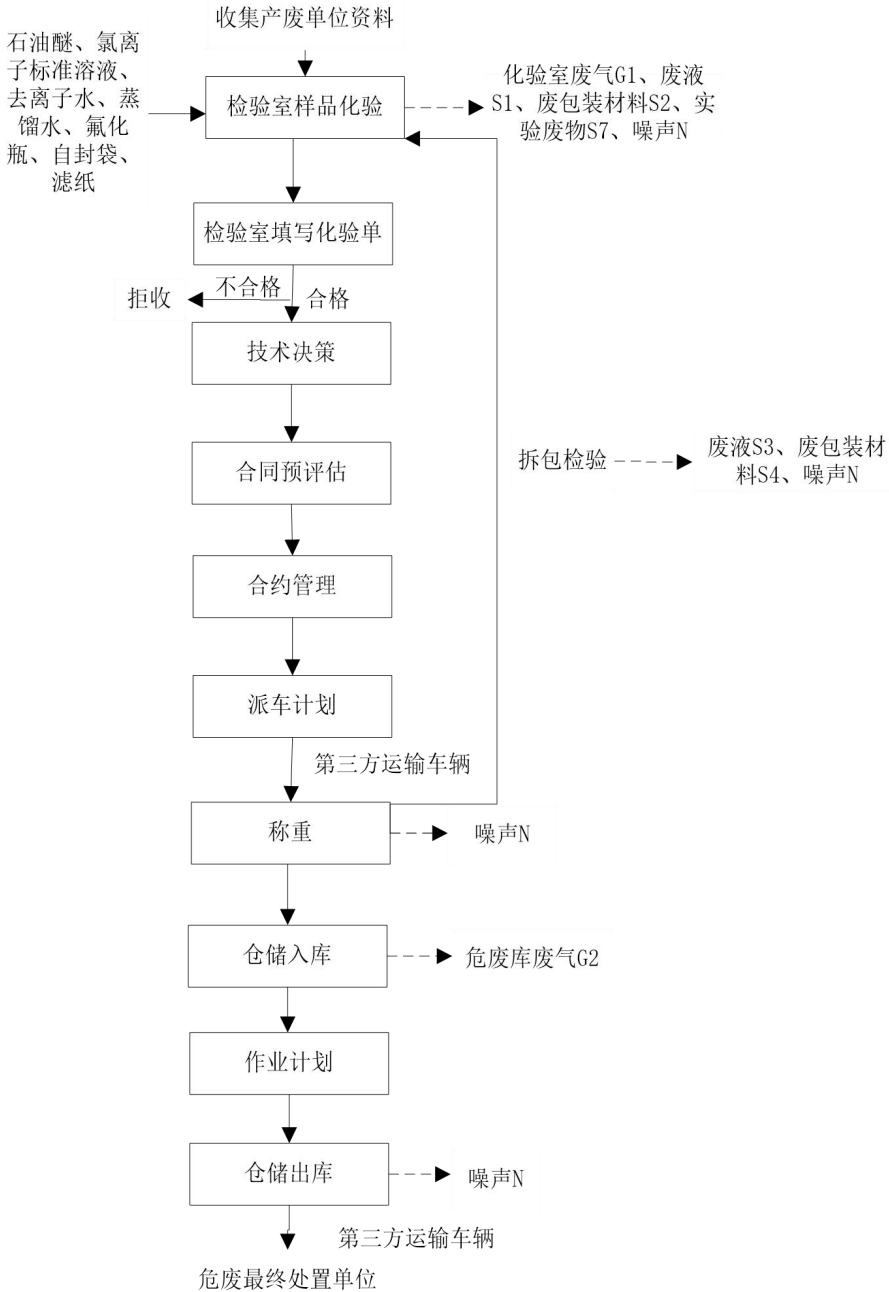 收集产废单位资料
石油醚、氯离
子标准溶液、
去离子水、蒸
馏水、氟化
瓶、自封袋、
滤纸
检验室样品化验
化验室废气G1、废液
S1、废包装材料S2、实
验废物S7、噪声N
检验室填写化验单
不合格
拒收
合格
技术决策
合同预评估
拆包检验
废液S3、废包装材
料S4、噪声N
合约管理
派车计划
第三方运输车辆
称重
噪声N
仓储入库
危废库废气G2
作业计划
仓储出库
噪声N
第三方运输车辆
危废最终处置单位